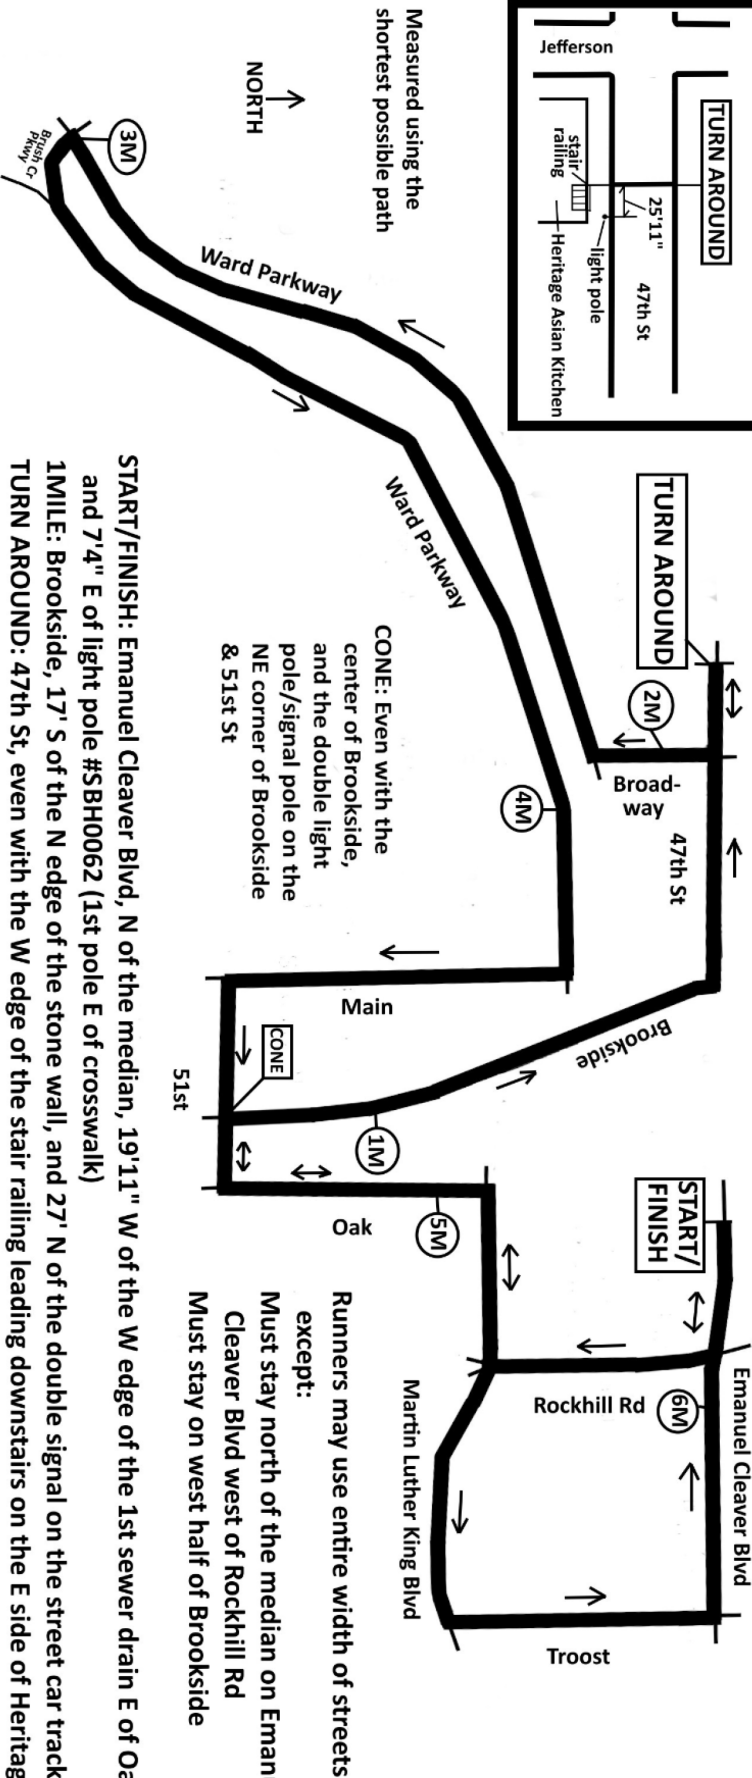 Jefferson
TURN AROUND
stair
railing
25'11"
light pole
47th St
Heritage Asian Kitchen
Measured using the
shortest possible path
NORTH
3M
Brush Cr
Pkwy
Ward Parkway
Ward Parkway
TURN AROUND
2M
Broad-
way
47th St
4M
CONE: Even with the
center of Brookside,
and the double light
pole/signal pole on the
NE corner of Brookside
& 51st St
Main
Brookside
CONE
51st
1M
Oak
5M
START/
FINISH
Rockhill Rd
6M
Emanuel Cleaver Blvd
Martin Luther King Blvd
Troost
Runners may use entire width of streets
except:
Must stay north of the median on Eman
Cleaver Blvd west of Rockhill Rd
Must stay on west half of Brookside
START/FINISH: Emanuel Cleaver Blvd, N of the median, 19'11" W of the W edge of the 1st sewer drain E of Oa
and 7'4" E of light pole #SBH0062 (1st pole E of crosswalk)
1MILE: Brookside, 17' S of the N edge of the stone wall, and 27' N of the double signal on the street car track
TURN AROUND: 47th St, even with the W edge of the stair railing leading downstairs on the E side of Heritag